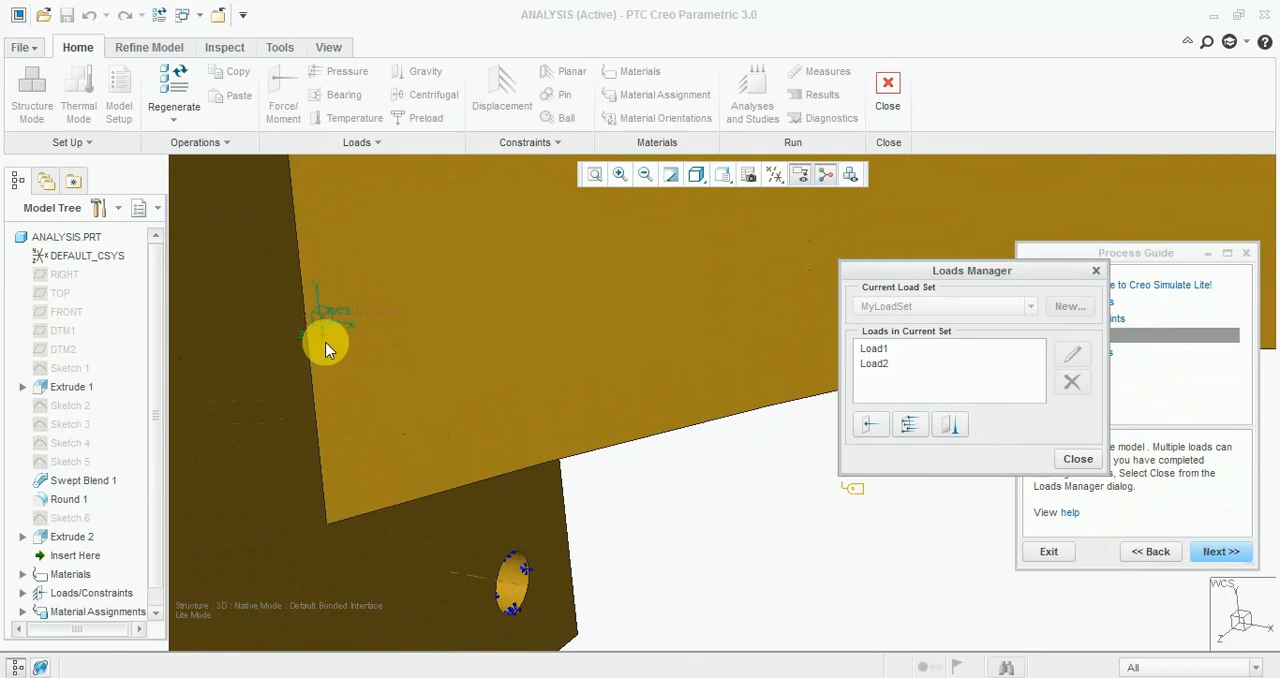 ANALYSIS (Active) - PTC Creo Parametric 3.0
File
Home
Refine Model
Inspect
Tools
View
Structure Mode
Thermal Mode
Model Setup
Regenerate
Copy
Paste
Force/ Moment
Pressure
Bearing
Temperature
Gravity
Centrifugal
Preload
Displacement
Planar
Pin
Ball
Materials
Material Assignment
Material Orientations
Analyses and Studies
Measures
Results
Diagnostics
Close
Set Up
Operations
Loads
Constraints
Materials
Run
Close
Model Tree
ANALYSIS.PRT
DEFAULT_CSYS
RIGHT
TOP
FRONT
DTM1
DTM2
Sketch 1
Extrude 1
Sketch 2
Sketch 3
Sketch 4
Sketch 5
Swept Blend 1
Round 1
Sketch 6
Extrude 2
Insert Here
Materials
Loads/Constraints
Material Assignments
WCS
Structure : 3D : Native Mode : Default Bonded Interface
Lite Mode
Loads Manager
Current Load Set
MyLoadSet
New...
Loads in Current Set
Load1
Load2
Close
Process Guide
e to Creo Simulate Lite!
s
nts
s
e model . Multiple loads can
you have completed
s, Select Close from the
Loads Manager dialog.
View help
Exit
<< Back
Next >>
WCS
Y
X
Z
All